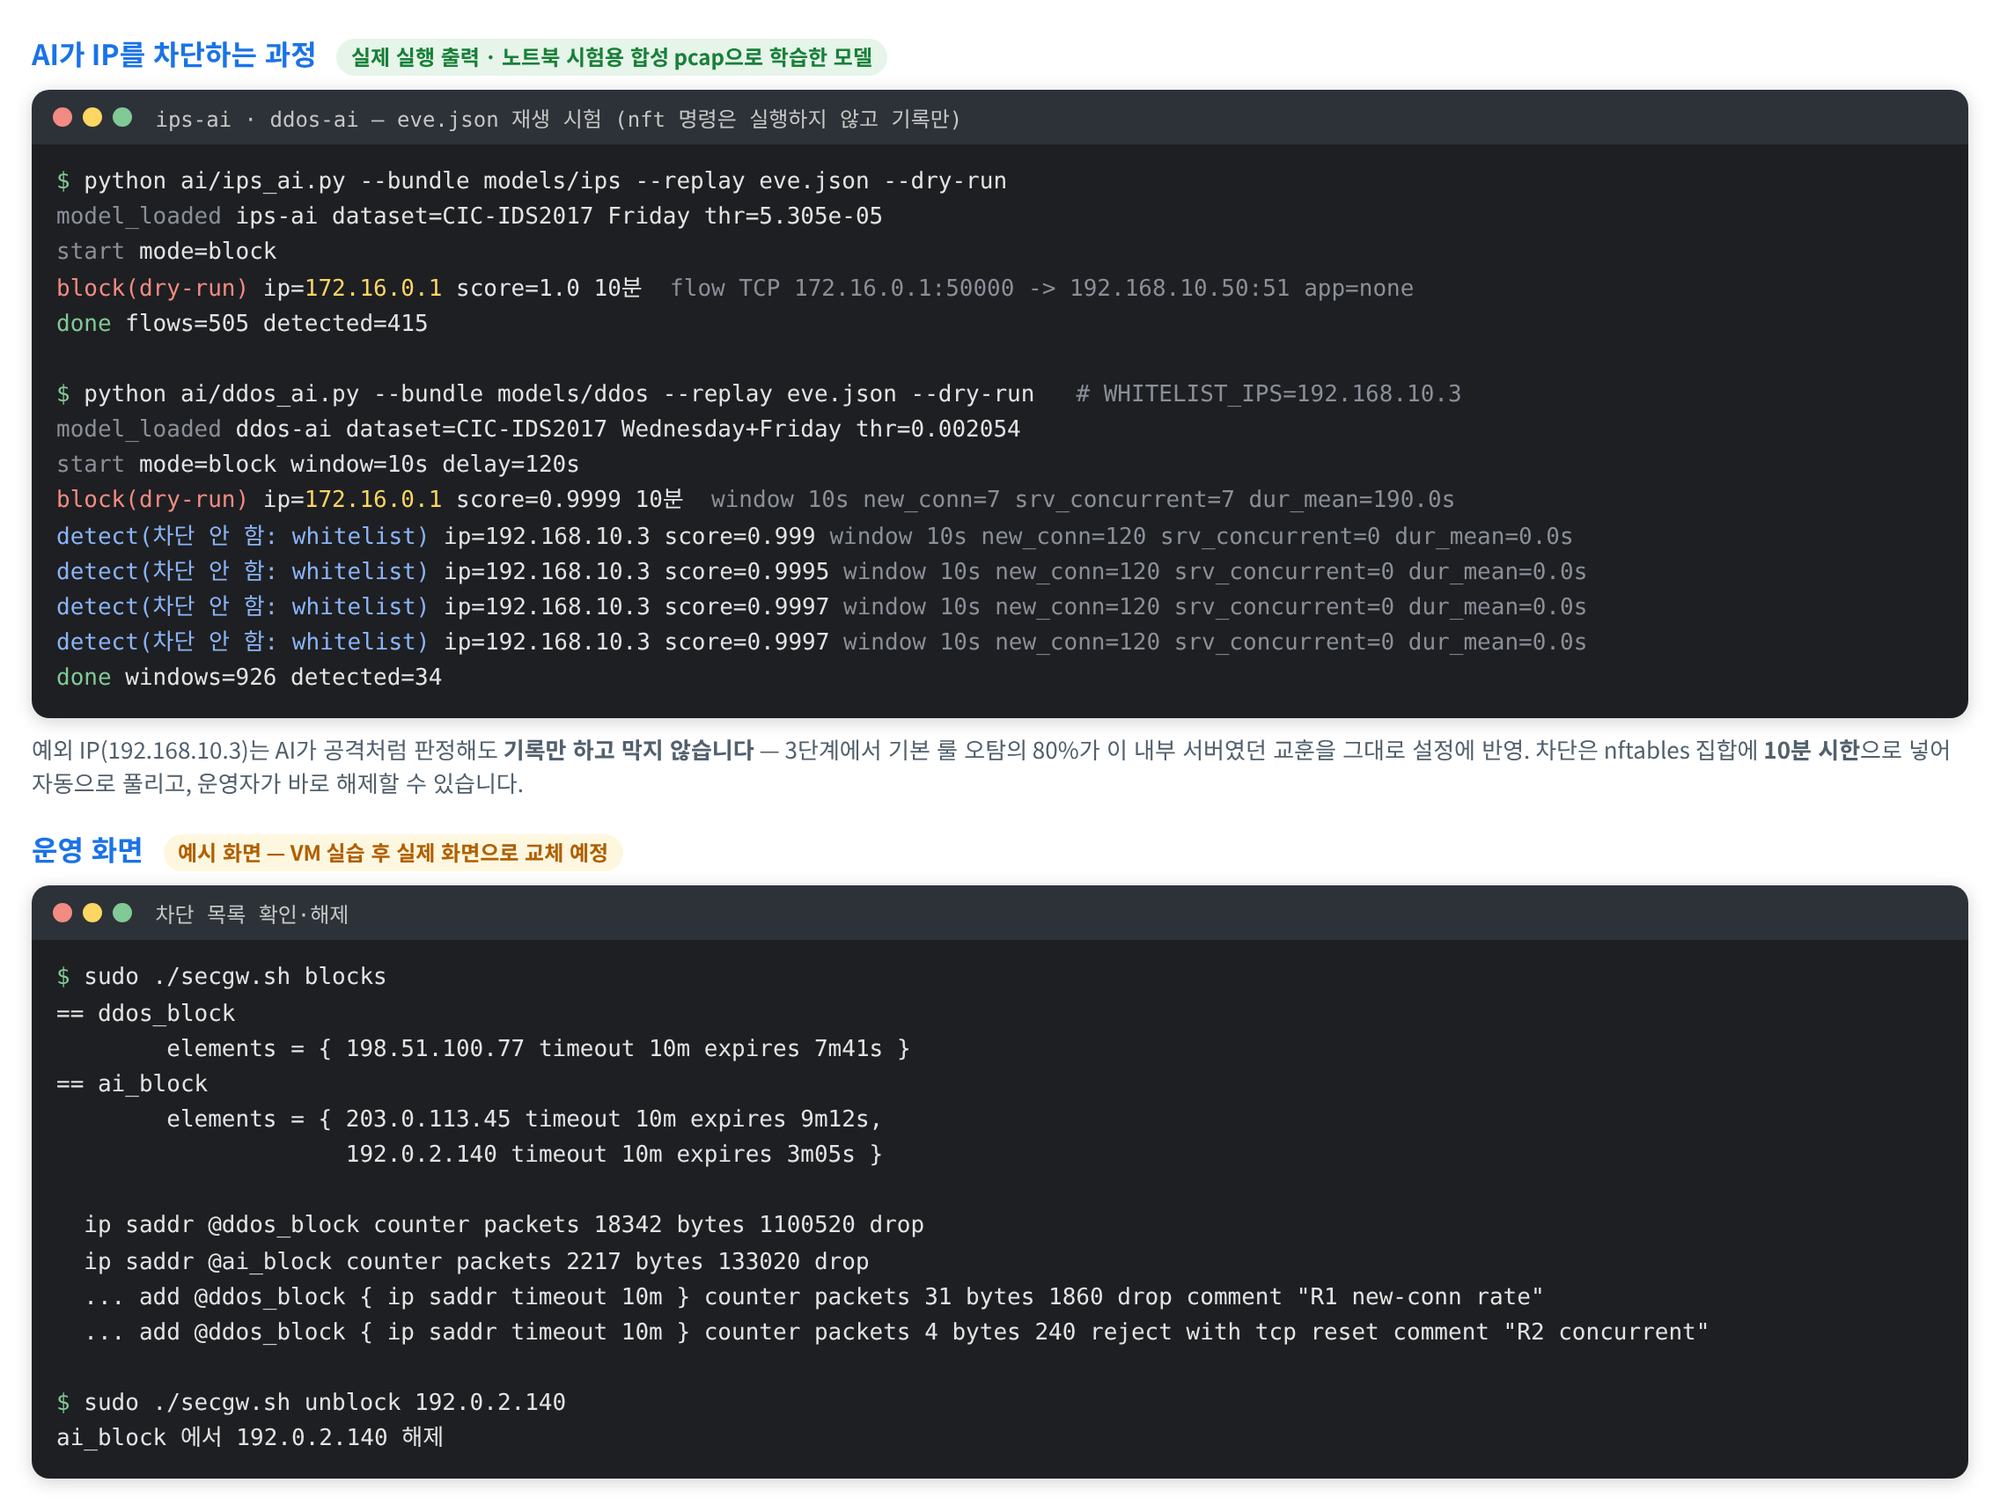 AI가 IP를 차단하는 과정 실제 실행 출력 · 노트북 시험용 합성 pcap으로 학습한 모델
ips-ai · ddos-ai — eve.json 재생 시험 (nft 명령은 실행하지 않고 기록만)
$ python ai/ips_ai.py --bundle models/ips --replay eve.json --dry-run
model_loaded ips-ai dataset=CIC-IDS2017 Friday thr=5.305e-05
start mode=block
block(dry-run) ip=172.16.0.1 score=1.0 10분 flow TCP 172.16.0.1:50000 -> 192.168.10.50:51 app=none
done flows=505 detected=415
$ python ai/ddos_ai.py --bundle models/ddos --replay eve.json --dry-run # WHITELIST_IPS=192.168.10.3
model_loaded ddos-ai dataset=CIC-IDS2017 Wednesday+Friday thr=0.002054
start mode=block window=10s delay=120s
block(dry-run) ip=172.16.0.1 score=0.9999 10분 window 10s new_conn=7 srv_concurrent=7 dur_mean=190.0s
detect(차단 안 함: whitelist) ip=192.168.10.3 score=0.999 window 10s new_conn=120 srv_concurrent=0 dur_mean=0.0s
detect(차단 안 함: whitelist) ip=192.168.10.3 score=0.9995 window 10s new_conn=120 srv_concurrent=0 dur_mean=0.0s
detect(차단 안 함: whitelist) ip=192.168.10.3 score=0.9997 window 10s new_conn=120 srv_concurrent=0 dur_mean=0.0s
detect(차단 안 함: whitelist) ip=192.168.10.3 score=0.9997 window 10s new_conn=120 srv_concurrent=0 dur_mean=0.0s
done windows=926 detected=34
예외 IP(192.168.10.3)는 AI가 공격처럼 판정해도 기록만 하고 막지 않습니다 — 3단계에서 기본 룰 오탐의 80%가 이 내부 서버였던 교훈을 그대로 설정에 반영. 차단은 nftables 집합에 10분 시한으로 넣어
자동으로 풀리고, 운영자가 바로 해제할 수 있습니다.
운영 화면 예시 화면 — VM 실습 후 실제 화면으로 교체 예정
차단 목록 확인·해제
$ sudo ./secgw.sh blocks
== ddos_block
elements = { 198.51.100.77 timeout 10m expires 7m41s }
== ai_block
elements = { 203.0.113.45 timeout 10m expires 9m12s,
192.0.2.140 timeout 10m expires 3m05s }
ip saddr @ddos_block counter packets 18342 bytes 1100520 drop
ip saddr @ai_block counter packets 2217 bytes 133020 drop
... add @ddos_block { ip saddr timeout 10m } counter packets 31 bytes 1860 drop comment "R1 new-conn rate"
... add @ddos_block { ip saddr timeout 10m } counter packets 4 bytes 240 reject with tcp reset comment "R2 concurrent"
$ sudo ./secgw.sh unblock 192.0.2.140
ai_block 에서 192.0.2.140 해제